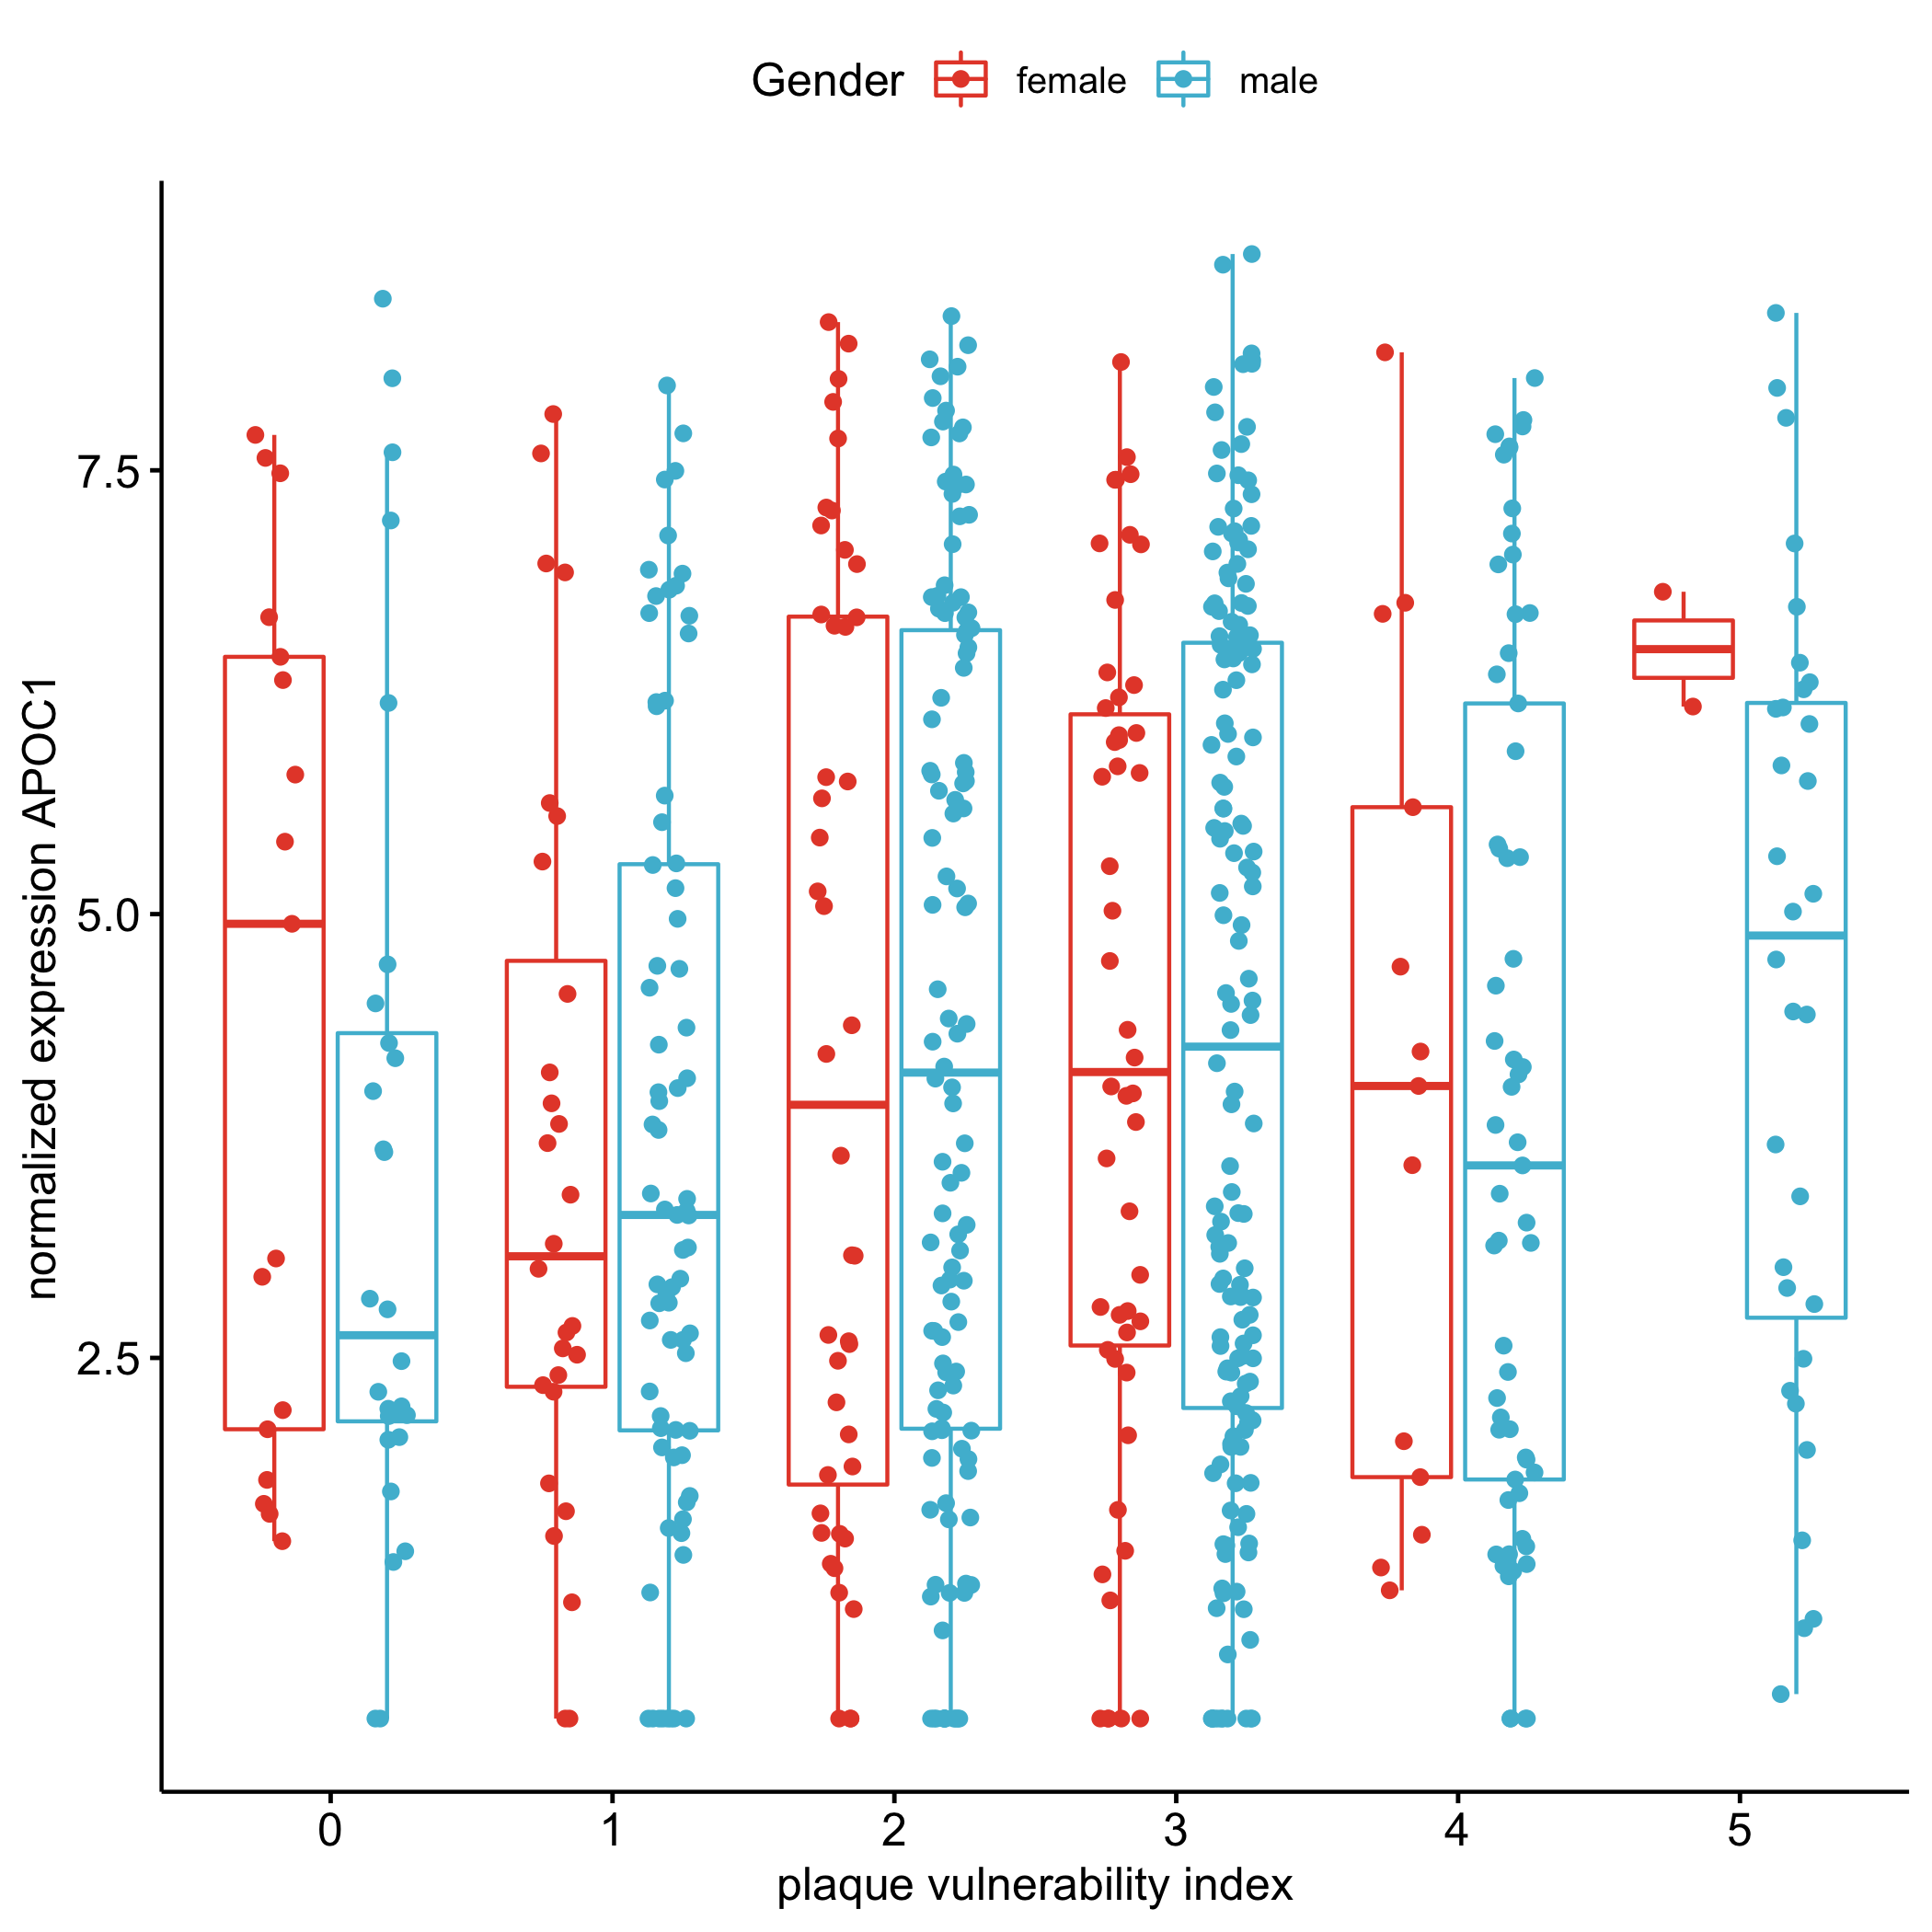 Gender female male
normalized expression APOC1
7.5
5.0
2.5
0 1 2 3 4 5
plaque vulnerability index